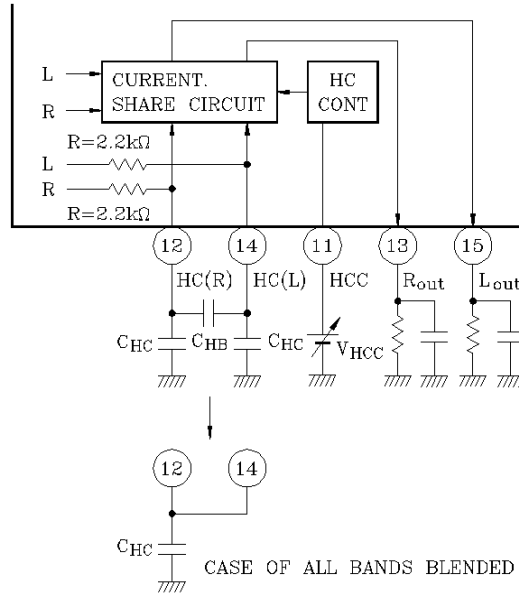 L
R
CURRENT.
SHARE CIRCUIT
HC
CONT
R=2.2kΩ
L
R
R=2.2kΩ
12 14 11 13 15
HC(R) HC(L) HCC Rout Lout
CHC CHB CHC VHCC
12 14
CHC
CASE OF ALL BANDS BLENDED